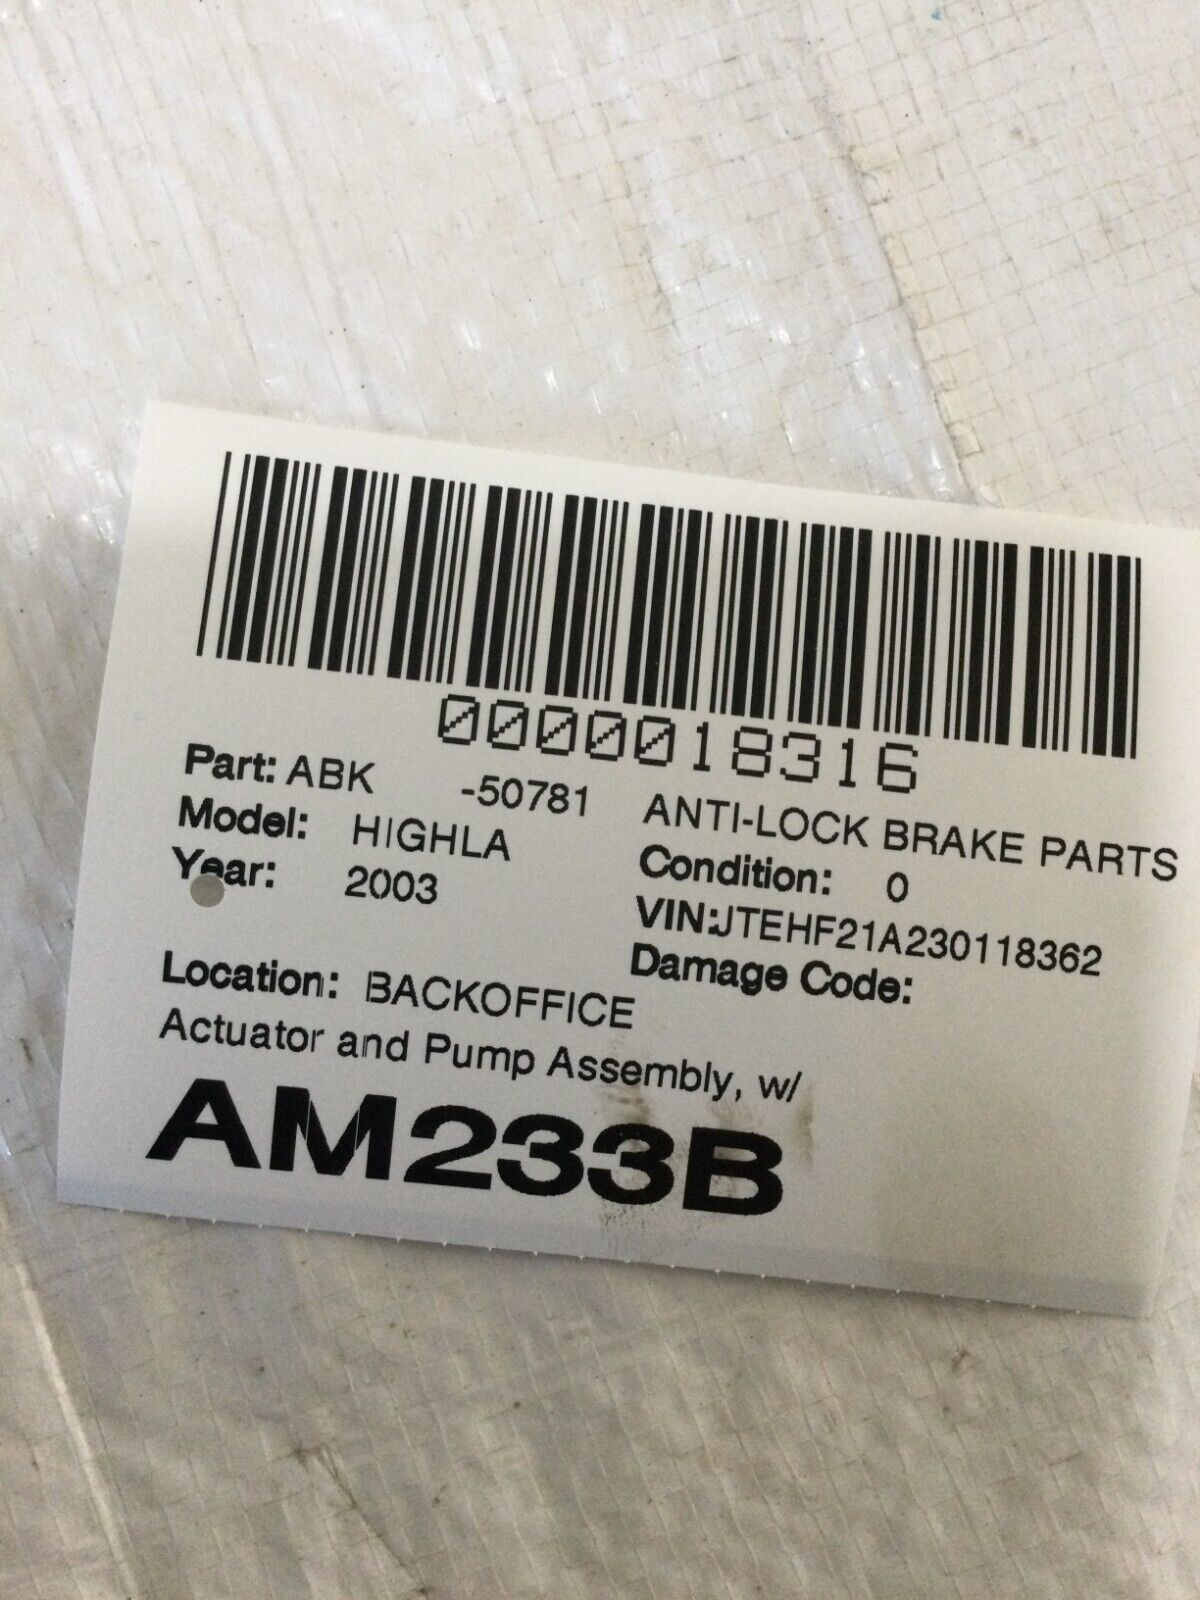 0000018316
Part: ABK -50781 ANTI-LOCK BRAKE PARTS
Model: HIGHLA Condition: 0
Year: 2003 VIN:JTEHF21A230118362
Damage Code:
Location: BACKOFFICE
Actuator and Pump Assembly, w/
AM233B